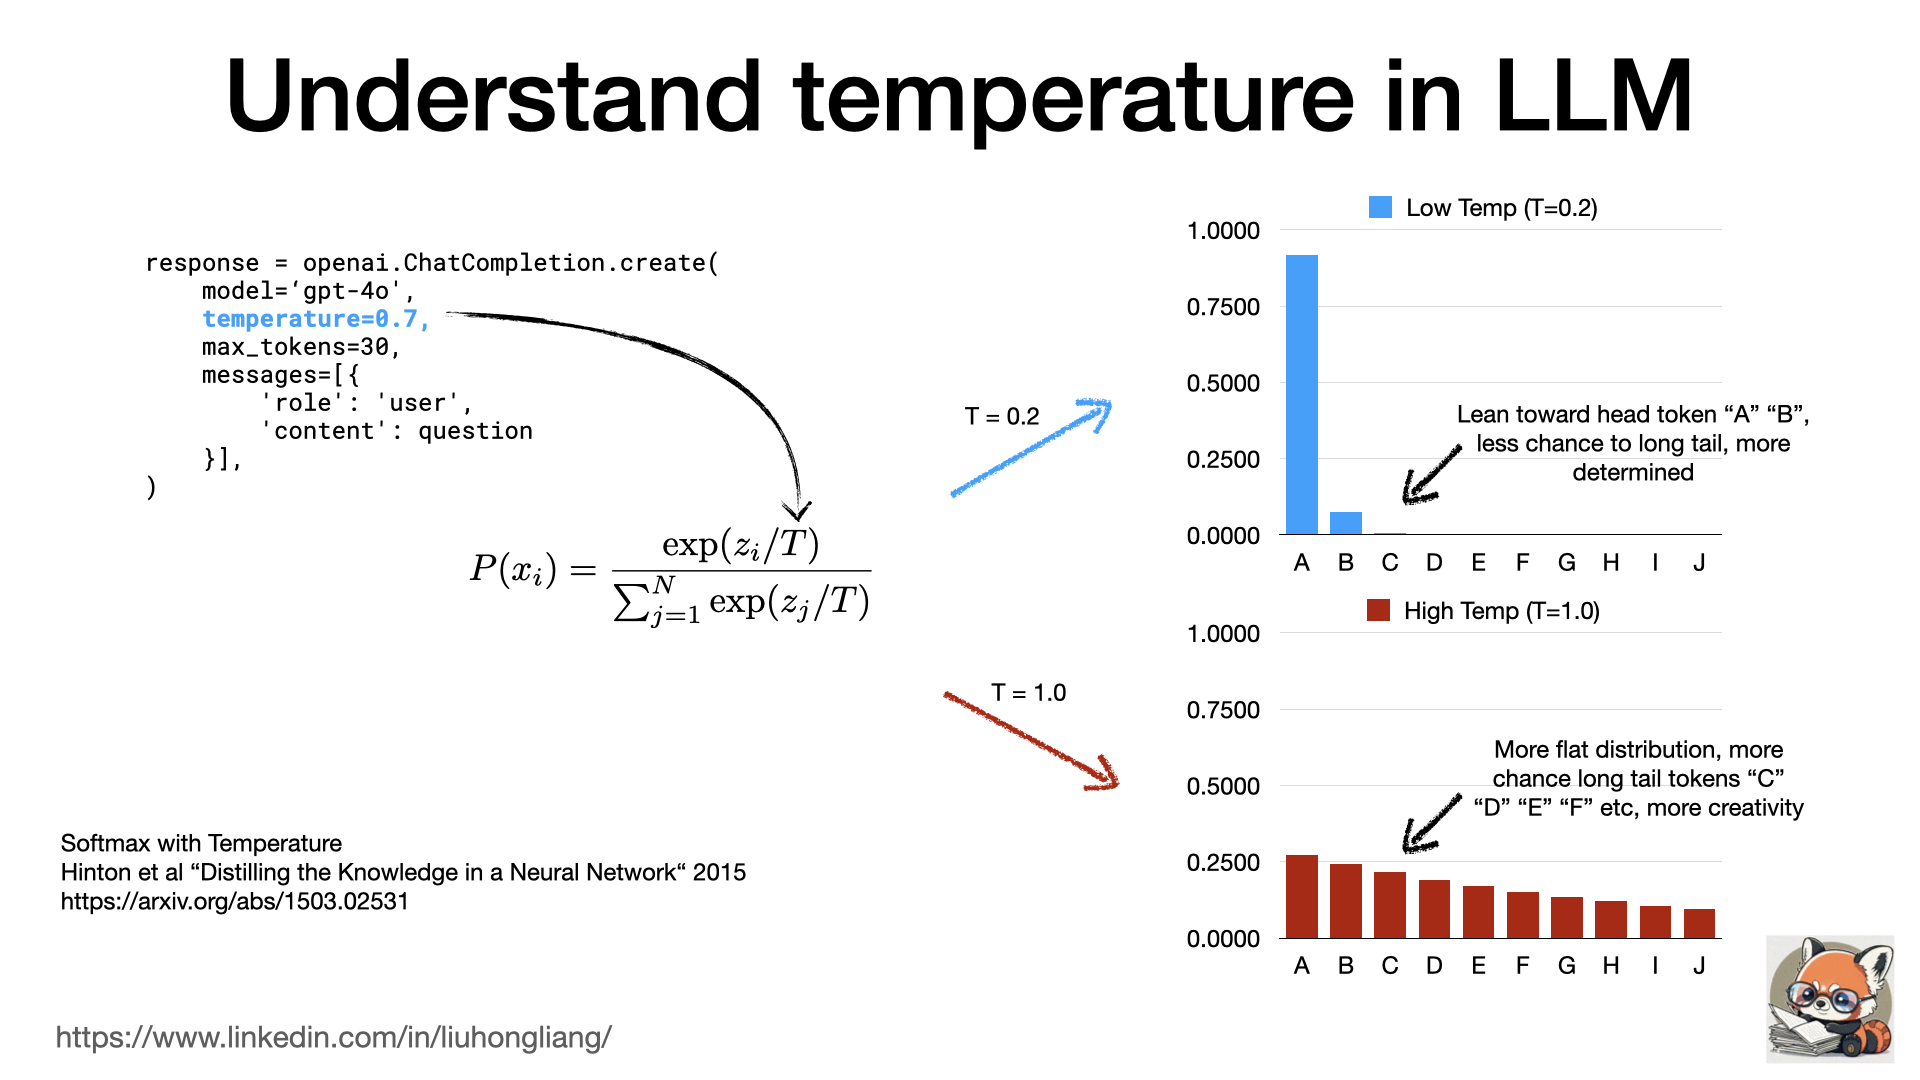 Understand temperature in LLM
response = openai.ChatCompletion.create(
    model=‘gpt-4o',
    temperature=0.7,
    max_tokens=30,
    messages=[{
        'role': 'user',
        'content': question
    }],
)
P(x_i) = exp(z_i/T) / ∑_{j=1}^{N} exp(z_j/T)
T = 0.2
T = 1.0
Low Temp (T=0.2)
1.0000
0.7500
0.5000
0.2500
0.0000
A B C D E F G H I J
Lean toward head token “A” “B”,
less chance to long tail, more
determined
High Temp (T=1.0)
1.0000
0.7500
0.5000
0.2500
0.0000
A B C D E F G H I J
More flat distribution, more
chance long tail tokens “C”
“D” “E” “F” etc, more creativity
Softmax with Temperature
Hinton et al “Distilling the Knowledge in a Neural Network“ 2015
https://arxiv.org/abs/1503.02531
https://www.linkedin.com/in/liuhongliang/